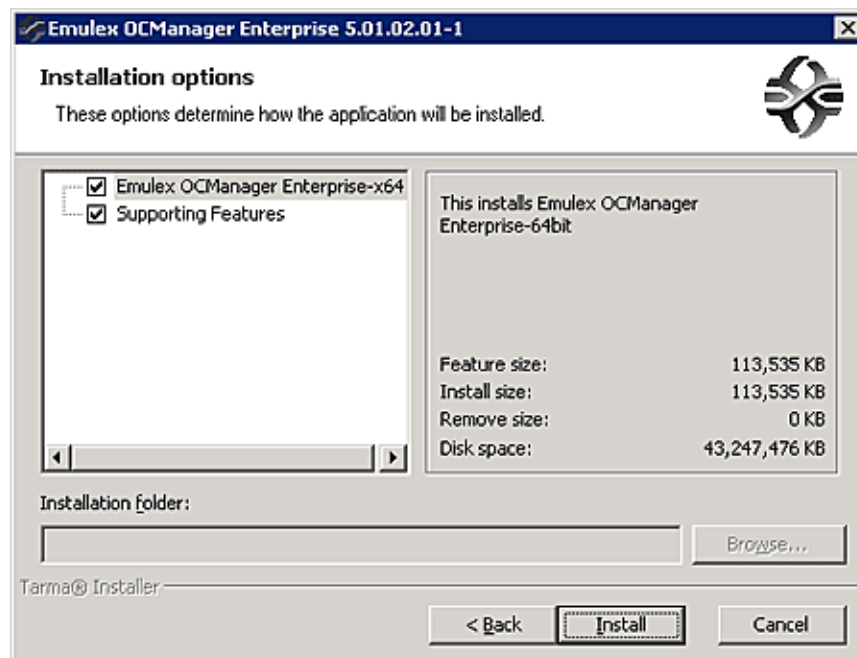 Emulex OCManager Enterprise 5.01.02.01-1
Installation options
These options determine how the application will be installed.
Emulex OCManager Enterprise-x64
Supporting Features
This installs Emulex OCManager
Enterprise-64bit
Feature size: 113,535 KB
Install size: 113,535 KB
Remove size: 0 KB
Disk space: 43,247,476 KB
Installation folder:
Browse...
Tarma® Installer
< Back Install Cancel